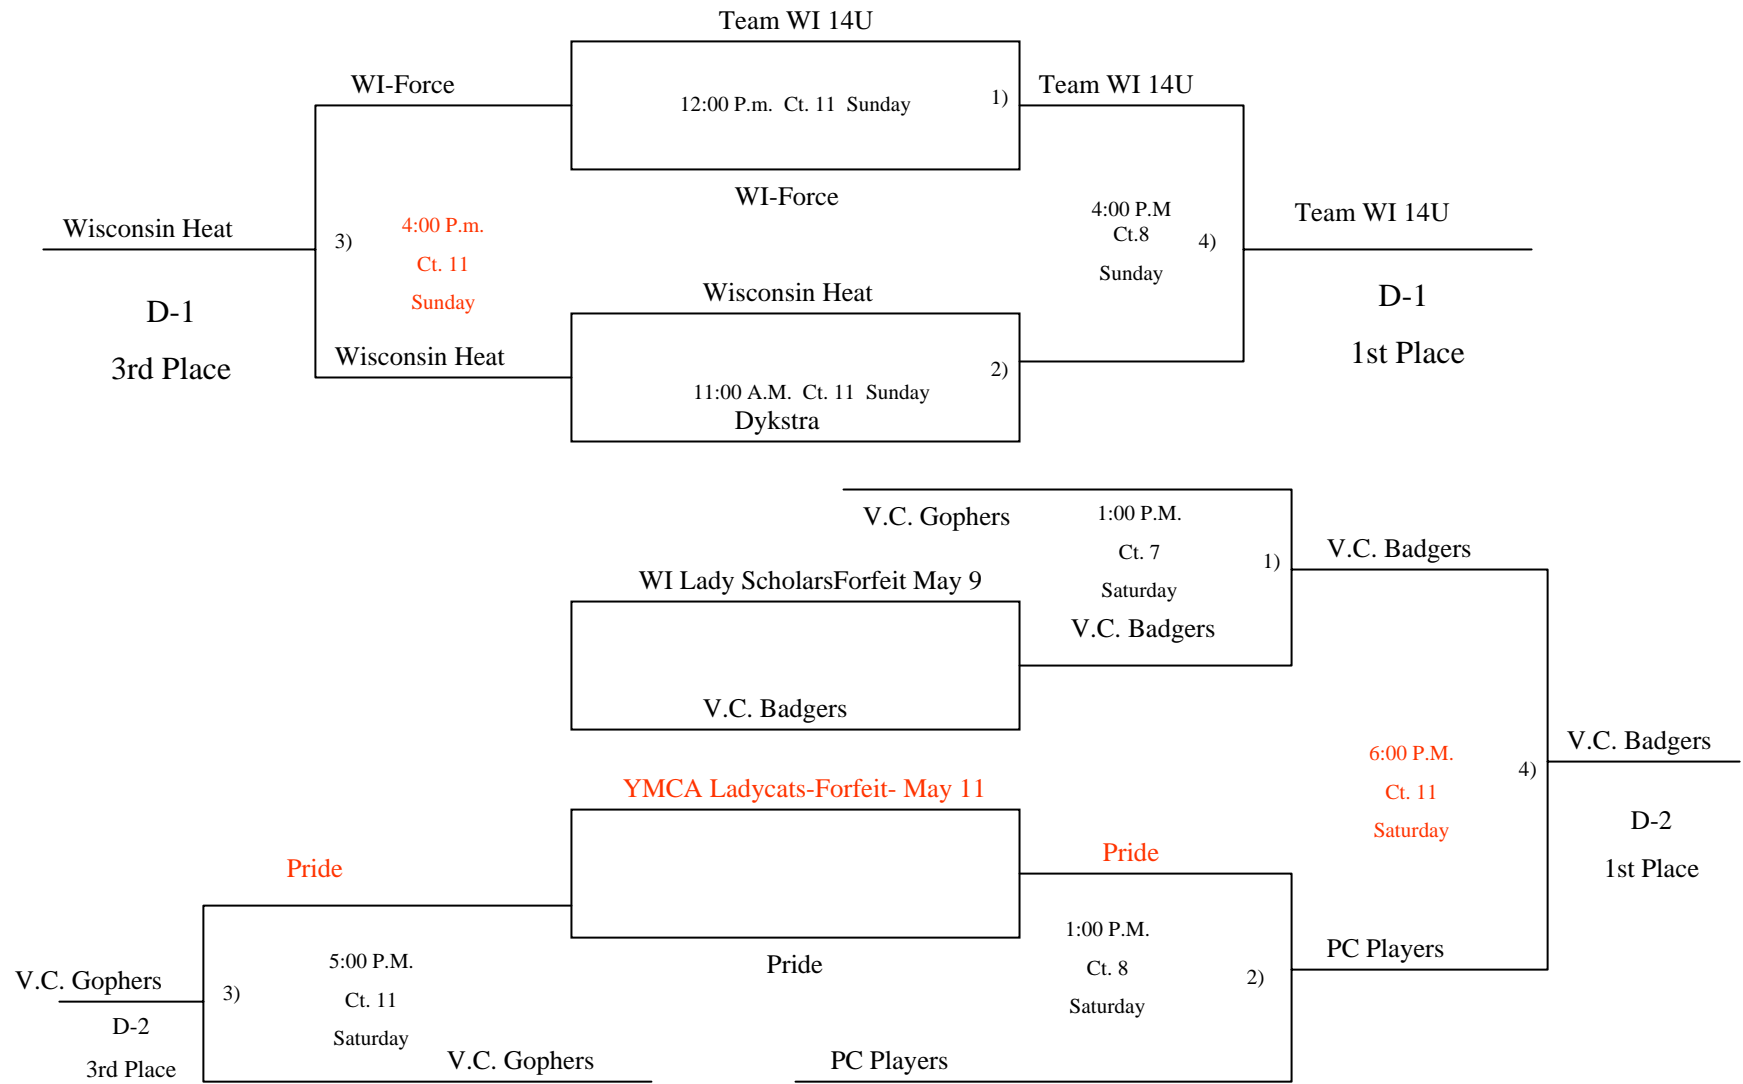 Team WI 14U
WI-Force
12:00 P.m.  Ct. 11  Sunday
1)
Team WI 14U
WI-Force
Wisconsin Heat
3)
4:00 P.m.
Ct. 11
Sunday
4:00 P.M
Ct.8
Sunday
4)
Team WI 14U
D-1
3rd Place
Wisconsin Heat
D-1
1st Place
Wisconsin Heat
2)
11:00 A.M.  Ct. 11  Sunday
Dykstra
V.C. Gophers
1:00 P.M.
Ct. 7
Saturday
1)
V.C. Badgers
WI Lady ScholarsForfeit May 9
V.C. Badgers
V.C. Badgers
YMCA Ladycats-Forfeit- May 11
6:00 P.M.
Ct. 11
Saturday
4)
V.C. Badgers
D-2
1st Place
Pride
Pride
Pride
1:00 P.M.
Ct. 8
Saturday
2)
PC Players
V.C. Gophers
3)
5:00 P.M.
Ct. 11
Saturday
D-2
3rd Place
V.C. Gophers
PC Players